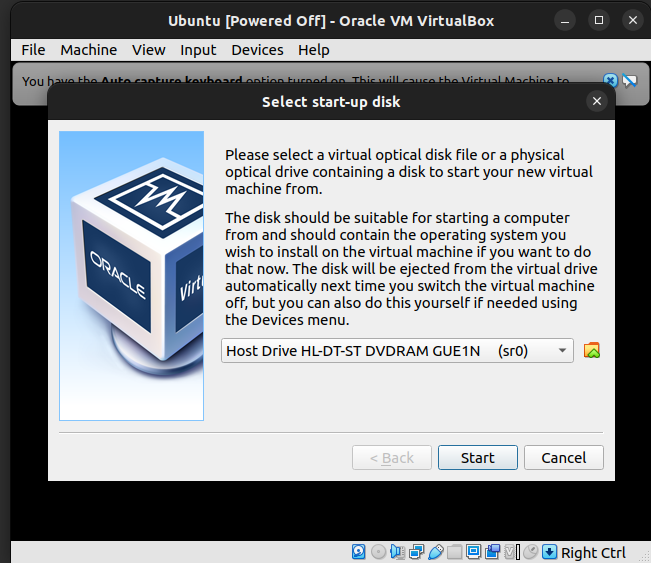 Ubuntu [Powered Off] - Oracle VM VirtualBox
File Machine View Input Devices Help
You have the Auto capture keyboard option turned on. This will cause the Virtual Machine to
Select start-up disk
Please select a virtual optical disk file or a physical
optical drive containing a disk to start your new virtual
machine from.
The disk should be suitable for starting a computer
from and should contain the operating system you
wish to install on the virtual machine if you want to do
that now. The disk will be ejected from the virtual drive
automatically next time you switch the virtual machine
off, but you can also do this yourself if needed using
the Devices menu.
ORACLE
Virt
Host Drive HL-DT-ST DVDRAM GUE1N (sr0)
< Back Start Cancel
Right Ctrl